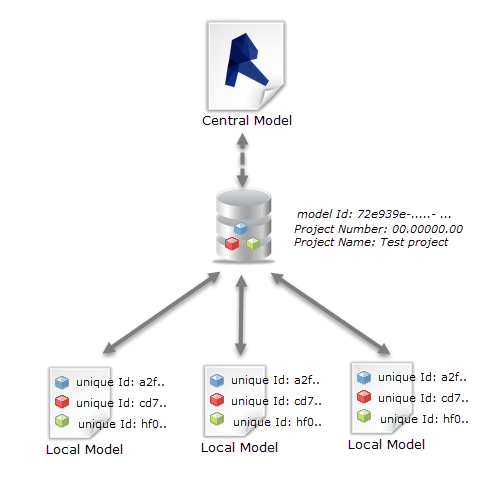 Central Model
model Id: 72e939e-.....- ...
Project Number: 00.00000.00
Project Name: Test project
unique Id: a2f..
unique Id: cd7..
unique Id: hf0..
Local Model
unique Id: a2f..
unique Id: cd7..
unique Id: hf0..
Local Model
unique Id: a2f..
unique Id: cd7..
unique Id: hf0..
Local Model